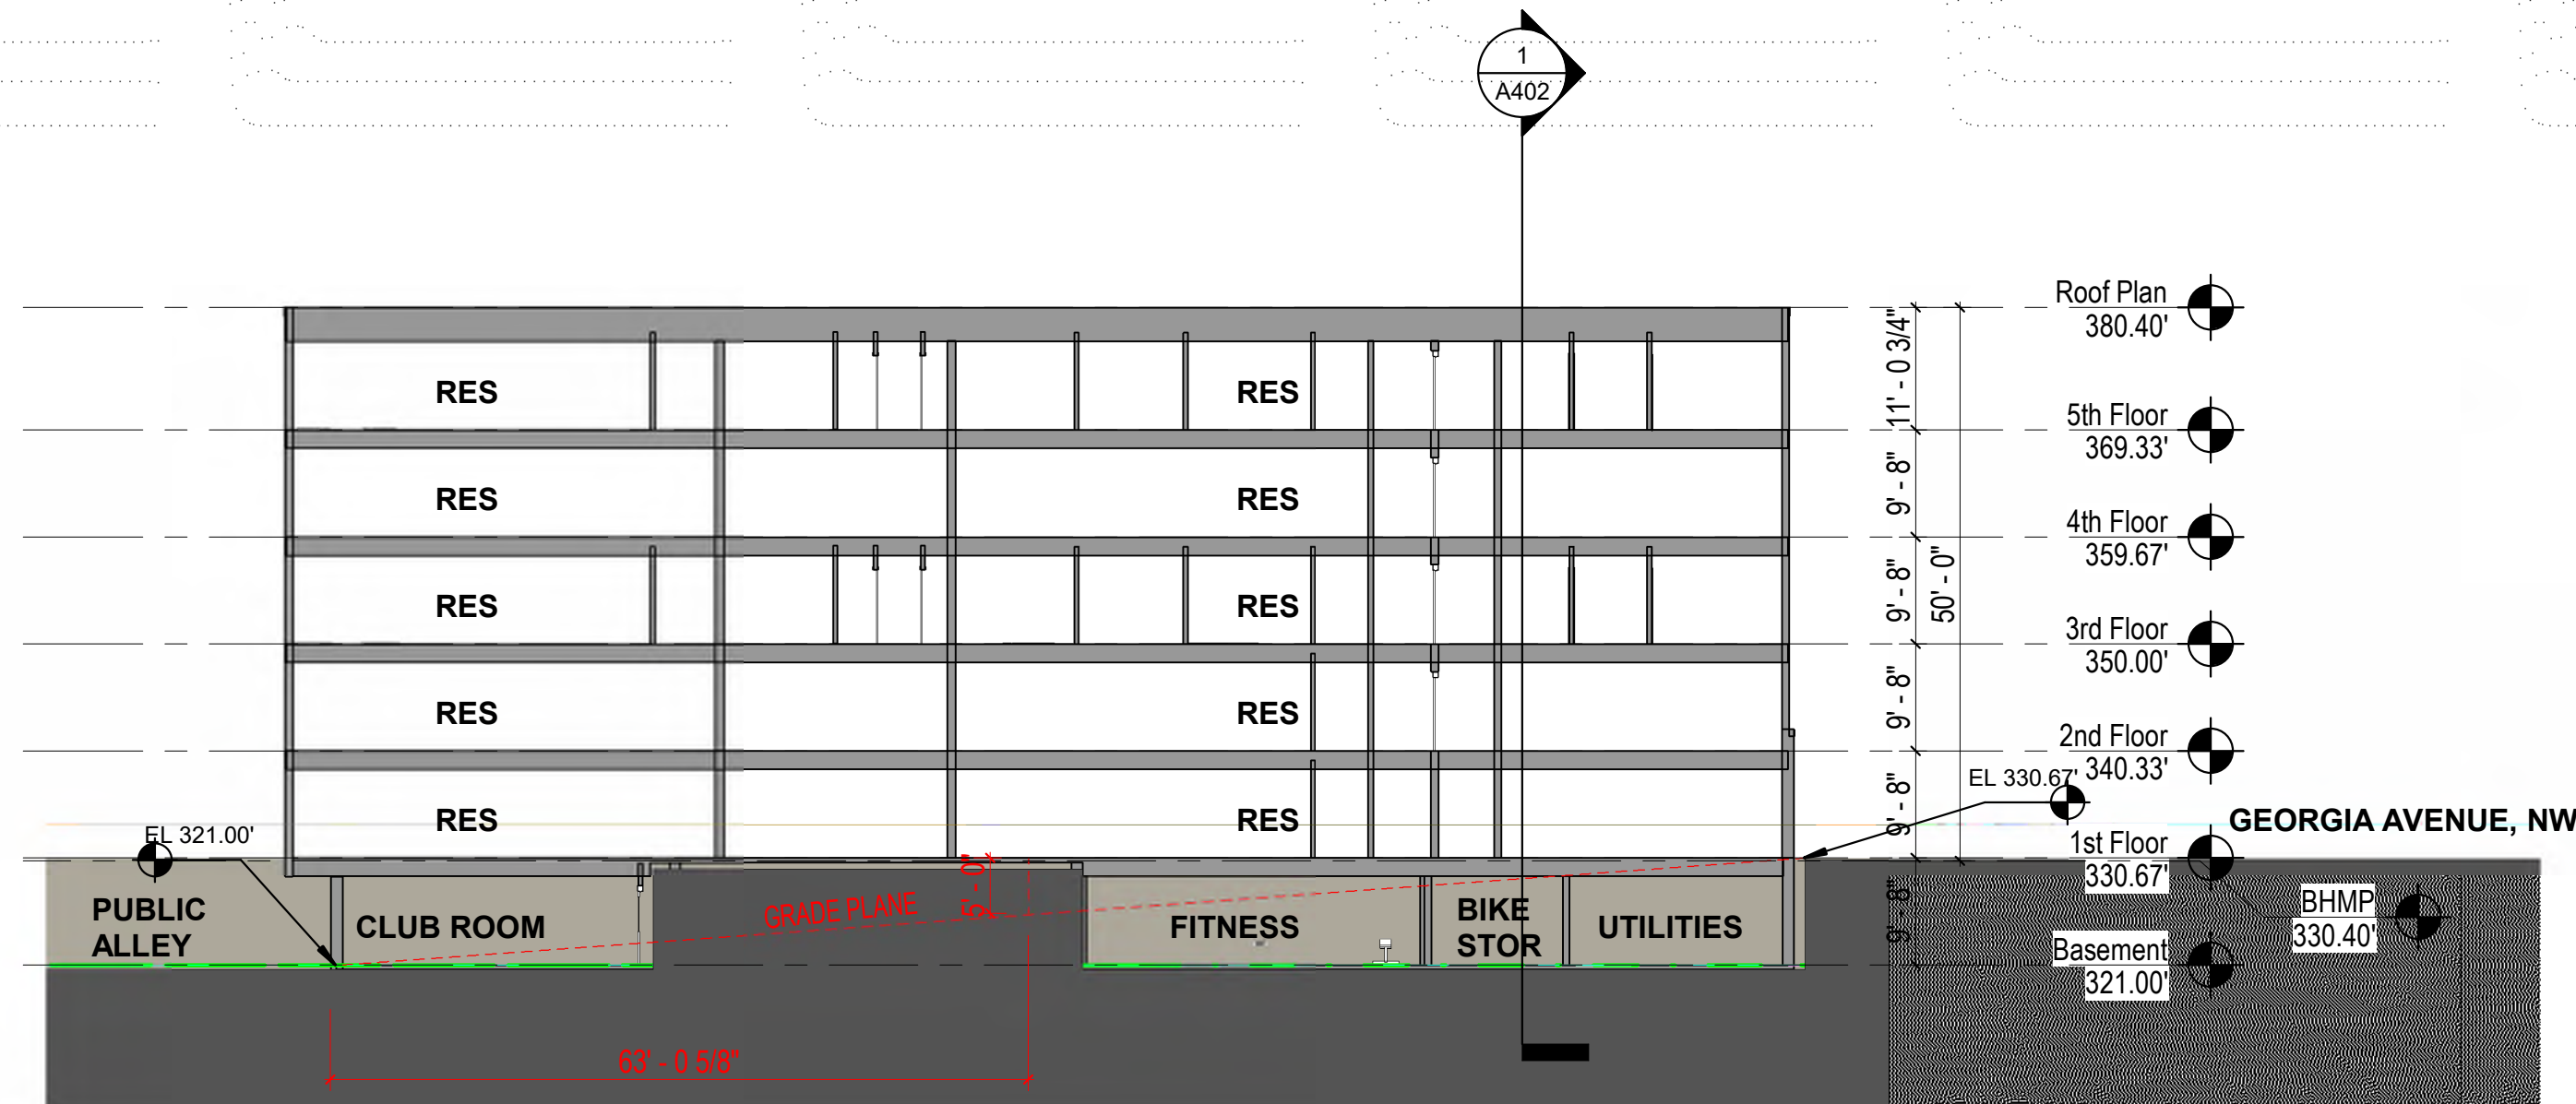 1
A402
Roof Plan
380.40'
11' - 0 3/4"
RES
RES
5th Floor
369.33'
9' - 8"
RES
RES
4th Floor
359.67'
9' - 8"
50' - 0"
RES
RES
3rd Floor
350.00'
9' - 8"
RES
RES
2nd Floor
340.33'
EL 330.67'
9' - 8"
RES
RES
GEORGIA AVENUE, NW
EL 321.00'
1st Floor
330.67'
5' - 0"
GRADE PLANE
9' - 8"
BHMP
330.40'
PUBLIC
ALLEY
CLUB ROOM
FITNESS
BIKE
STOR
UTILITIES
Basement
321.00'
63' - 0 5/8"